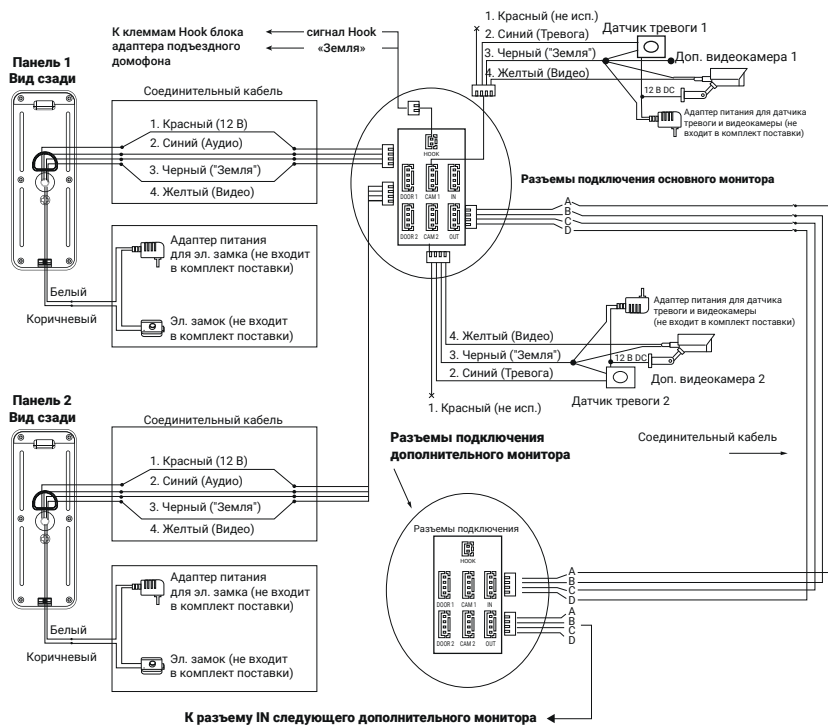 К клеммам Hook блока
адаптера подъездного
домофона
сигнал Hook
«Земля»
1. Красный (не исп.)
2. Синий (Тревога)
3. Черный ("Земля")
4. Желтый (Видео)
Датчик тревоги 1
Доп. видеокамера 1
12 В DC
Адаптер питания для датчика
тревоги и видеокамеры (не
входит в комплект поставки)
Панель 1
Вид сзади
Соединительный кабель
1. Красный (12 В)
2. Синий (Аудио)
3. Черный ("Земля")
4. Желтый (Видео)
HOOK
DOOR 1
CAM 1
IN
DOOR 2
CAM 2
OUT
Разъемы подключения основного монитора
A
B
C
D
Адаптер питания
для эл. замка (не входит
в комплект поставки)
Белый
Коричневый
Эл. замок (не входит
в комплект поставки)
Адаптер питания для датчика
тревоги и видеокамеры
(не входит в комплект поставки)
4. Желтый (Видео)
3. Черный ("Земля")
2. Синий (Тревога)
1. Красный (не исп.)
12 В DC
Доп. видеокамера 2
Датчик тревоги 2
Панель 2
Вид сзади
Соединительный кабель
1. Красный (12 В)
2. Синий (Аудио)
3. Черный ("Земля")
4. Желтый (Видео)
Разъемы подключения
дополнительного монитора
Соединительный кабель
Разъемы подключения
HOOK
DOOR 1
CAM 1
IN
DOOR 2
CAM 2
OUT
A
B
C
D
A
B
C
D
Адаптер питания
для эл. замка (не входит
в комплект поставки)
Белый
Коричневый
Эл. замок (не входит
в комплект поставки)
К разъему IN следующего дополнительного монитора